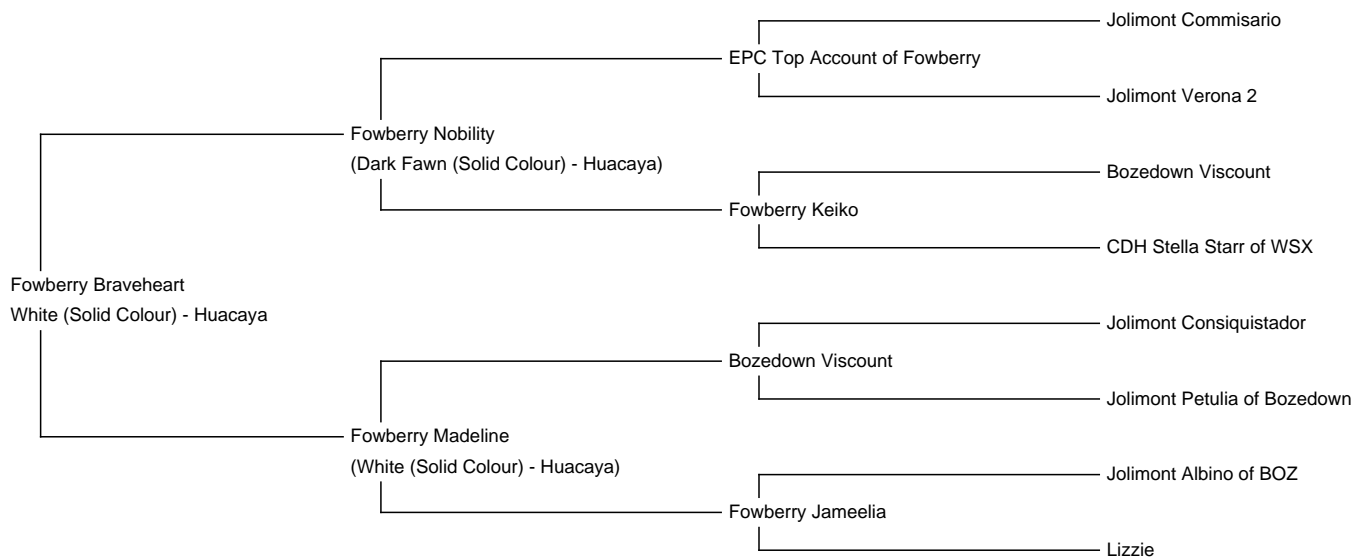 Jolimont Commisario
EPC Top Account of Fowberry
Jolimont Verona 2
Fowberry Nobility
(Dark Fawn (Solid Colour) - Huacaya)
Bozedown Viscount
Fowberry Keiko
CDH Stella Starr of WSX
Fowberry Braveheart
White (Solid Colour) - Huacaya
Jolimont Consiquistador
Bozedown Viscount
Jolimont Petulia of Bozedown
Fowberry Madeline
(White (Solid Colour) - Huacaya)
Jolimont Albino of BOZ
Fowberry Jameelia
Lizzie